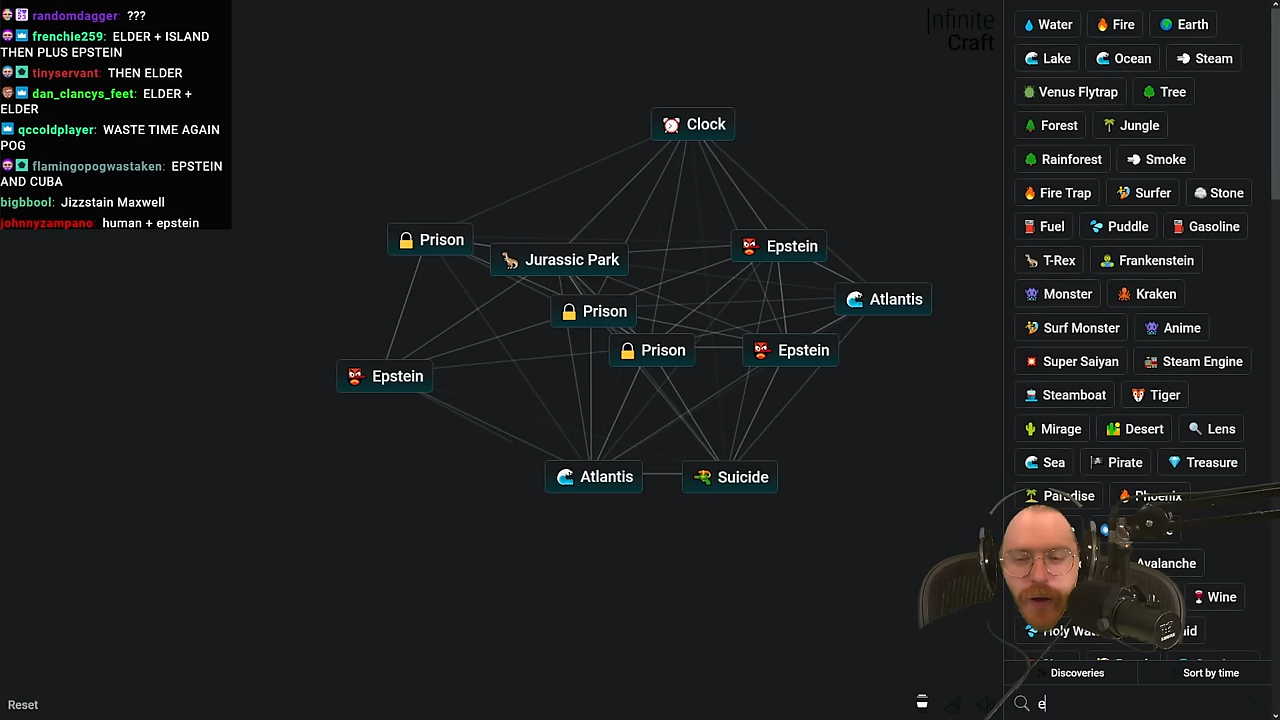 randomdagger: ???
frenchie259: ELDER + ISLAND
THEN PLUS EPSTEIN
tinyservant: THEN ELDER
dan_clancys_feet: ELDER +
ELDER
qccoldplayer: WASTE TIME AGAIN
POG
flamingopogwastaken: EPSTEIN
AND CUBA
bigbbool: Jizzstain Maxwell
johnnyzampano: human + epstein
Infinite
Craft
Clock
Prison
Jurassic Park
Epstein
Atlantis
Prison
Prison
Epstein
Epstein
Atlantis
Suicide
Water
Fire
Earth
Lake
Ocean
Steam
Venus Flytrap
Tree
Forest
Jungle
Rainforest
Smoke
Fire Trap
Surfer
Stone
Fuel
Puddle
Gasoline
T-Rex
Frankenstein
Monster
Kraken
Surf Monster
Anime
Super Saiyan
Steam Engine
Steamboat
Tiger
Mirage
Desert
Lens
Sea
Pirate
Treasure
Paradise
Phoenix
Avalanche
Wine
Discoveries
Sort by time
Reset
e